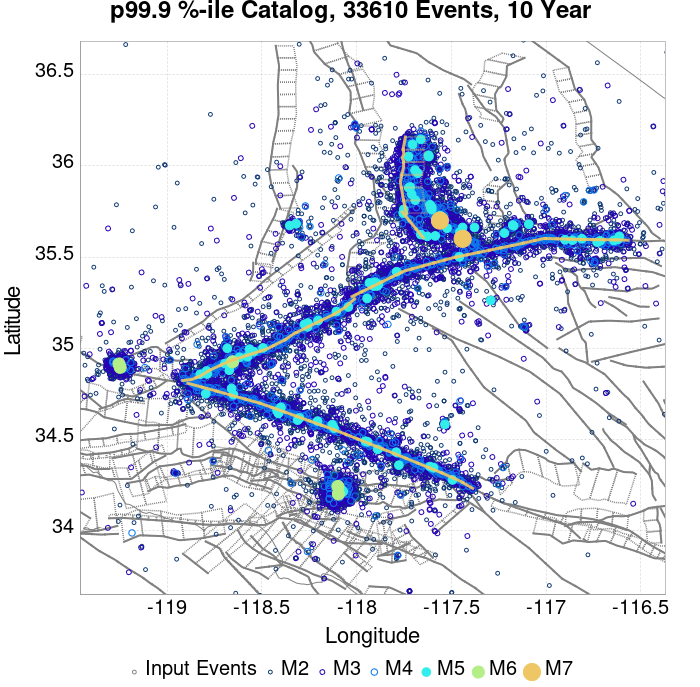 p99.9 %-ile Catalog, 33610 Events, 10 Year
36.5
36
35.5
35
34.5
34
Latitude
-119 -118.5 -118 -117.5 -117 -116.5
Longitude
Input Events M2 M3 M4 M5 M6 M7